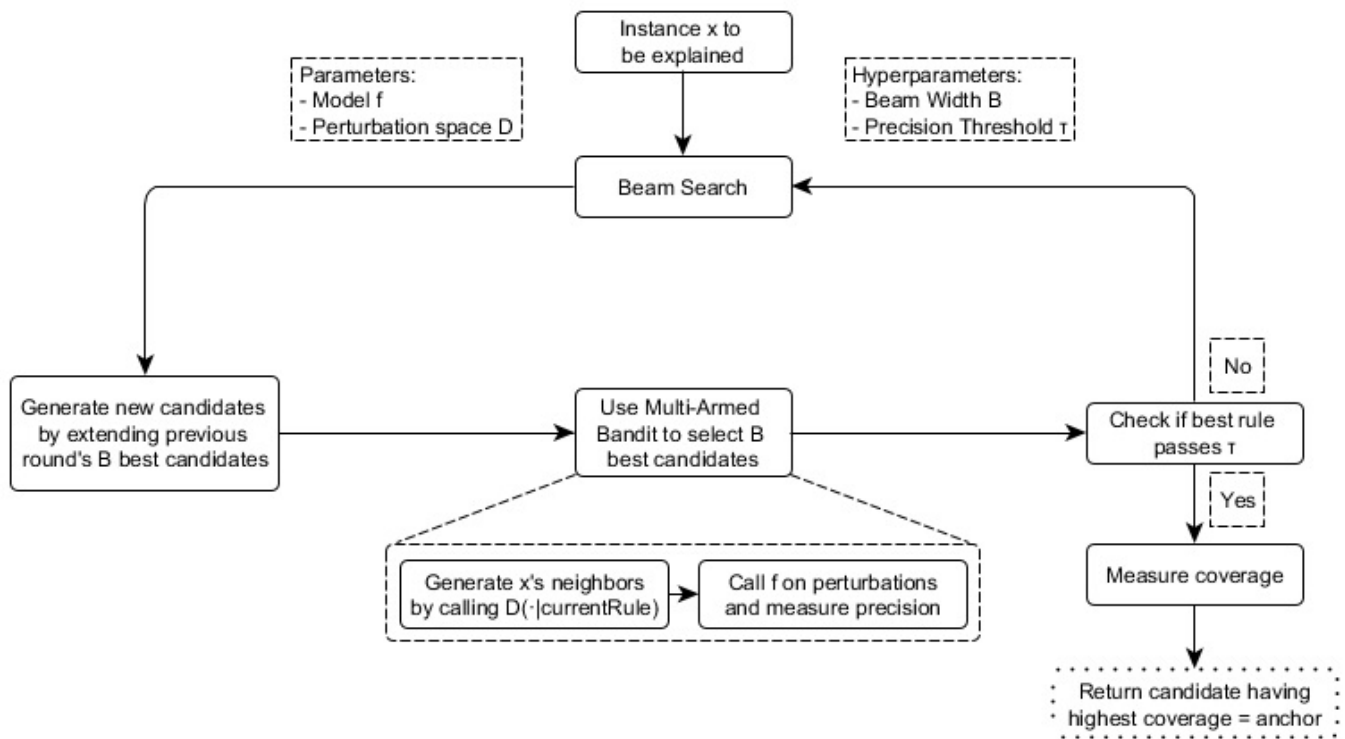 Instance x to
be explained
Parameters:
- Model f
- Perturbation space D
Hyperparameters:
- Beam Width B
- Precision Threshold τ
Beam Search
Generate new candidates
by extending previous
round's B best candidates
Use Multi-Armed
Bandit to select B
best candidates
No
Check if best rule
passes τ
Yes
Generate x's neighbors
by calling D(·|currentRule)
Call f on perturbations
and measure precision
Measure coverage
Return candidate having
highest coverage = anchor